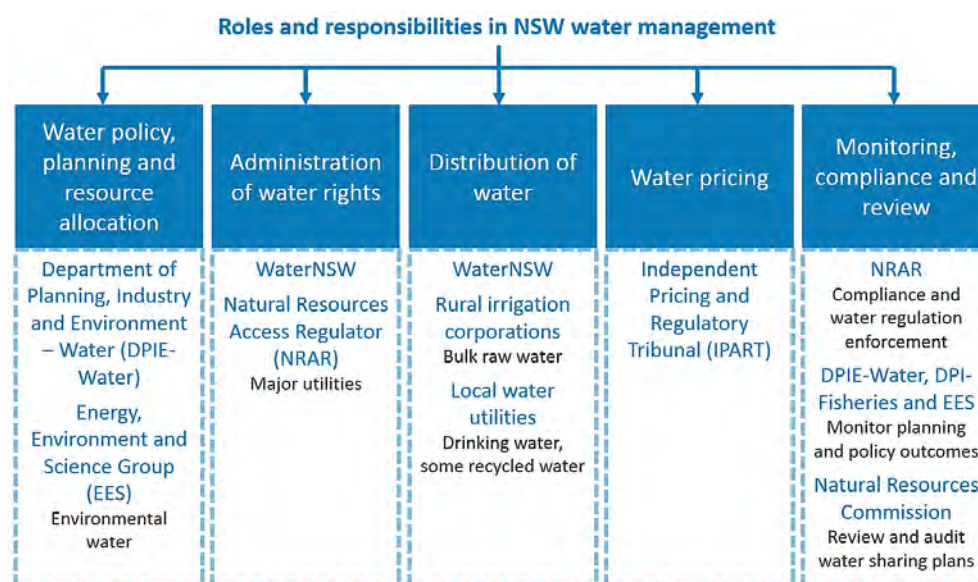 Roles and responsibilities in NSW water management
Water policy,
planning and
resource
allocation
Department of
Planning, Industry
and Environment
– Water (DPIE-
Water)
Energy,
Environment and
Science Group
(EES)
Environmental
water
Administration
of water rights
WaterNSW
Natural Resources
Access Regulator
(NRAR)
Major utilities
Distribution of
water
WaterNSW
Rural irrigation
corporations
Bulk raw water
Local water
utilities
Drinking water,
some recycled water
Water pricing
Independent
Pricing and
Regulatory
Tribunal (IPART)
Monitoring,
compliance and
review
NRAR
Compliance and
water regulation
enforcement
DPIE-Water, DPI-
Fisheries and EES
Monitor planning
and policy outcomes
Natural Resources
Commission
Review and audit
water sharing plans